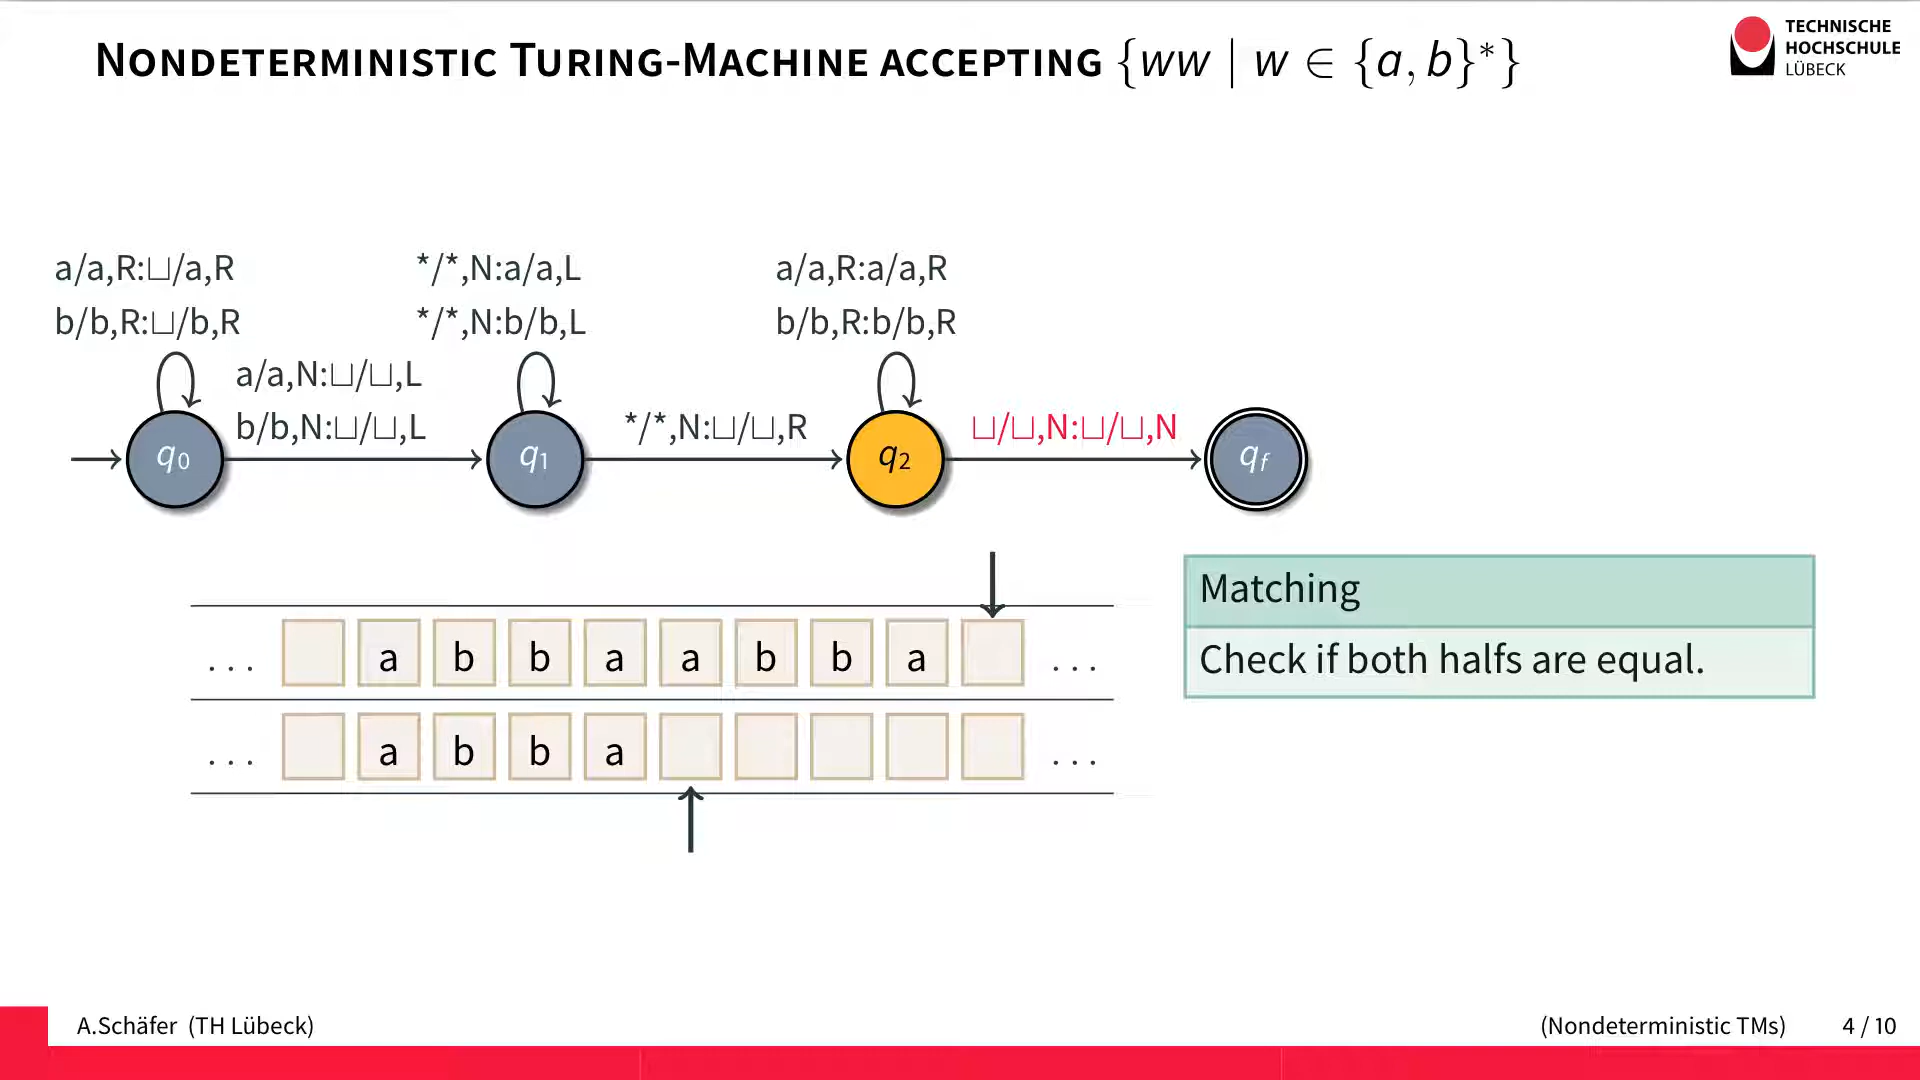 NONDETERMINISTIC TURING-MACHINE ACCEPTING {ww | w ∈ {a, b}*}
TECHNISCHE
HOCHSCHULE
LÜBECK
a/a,R:⊔/a,R
b/b,R:⊔/b,R
*/*,N:a/a,L
*/*,N:b/b,L
a/a,R:a/a,R
b/b,R:b/b,R
a/a,N:⊔/⊔,L
b/b,N:⊔/⊔,L
*/*,N:⊔/⊔,R
⊔/⊔,N:⊔/⊔,N
q0 q1 q2 qf
... a b b a a b b a ...
... a b b a ...
Matching
Check if both halfs are equal.
A.Schäfer (TH Lübeck) (Nondeterministic TMs) 4 / 10